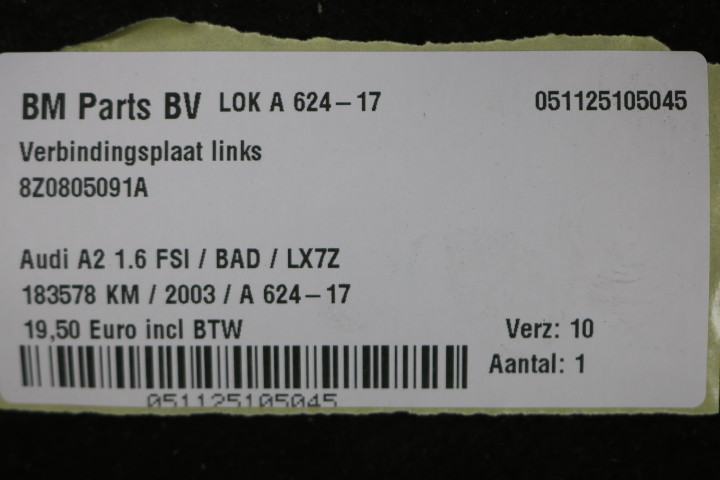 BM Parts BV LOK A 624-17 051125105045
Verbindingsplaat links
8Z0805091A
Audi A2 1.6 FSI / BAD / LX7Z
183578 KM / 2003 / A 624-17
19,50 Euro incl BTW Verz: 10
Aantal: 1
051125105045